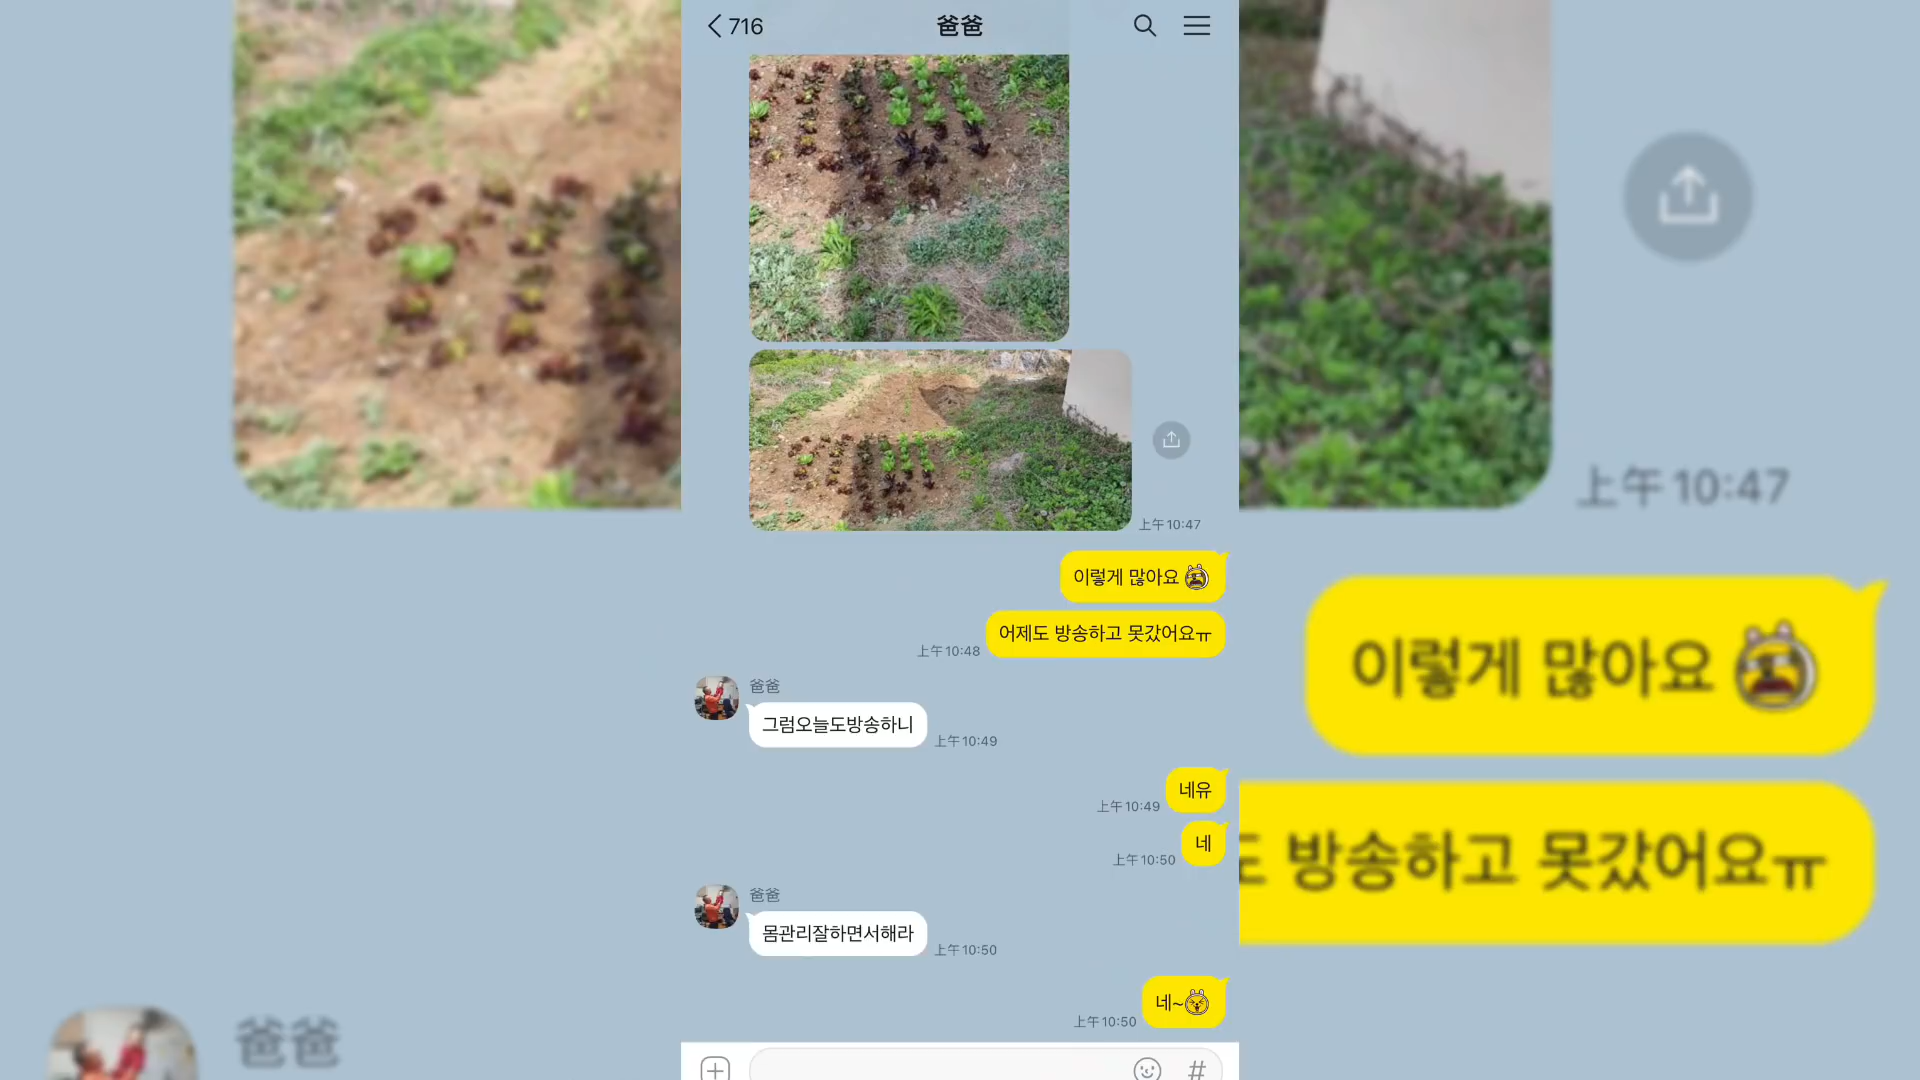 716
爸爸
上午 10:47
이렇게 많아요
어제도 방송하고 못갔어요ㅠ
上午 10:48
爸爸
그럼오늘도방송하니
上午 10:49
네유
上午 10:49
네
上午 10:50
爸爸
몸관리잘하면서해라
上午 10:50
네~
上午 10:50
#
上午 10:47
이렇게 많아요
도 방송하고 못갔어요ㅠ
爸爸